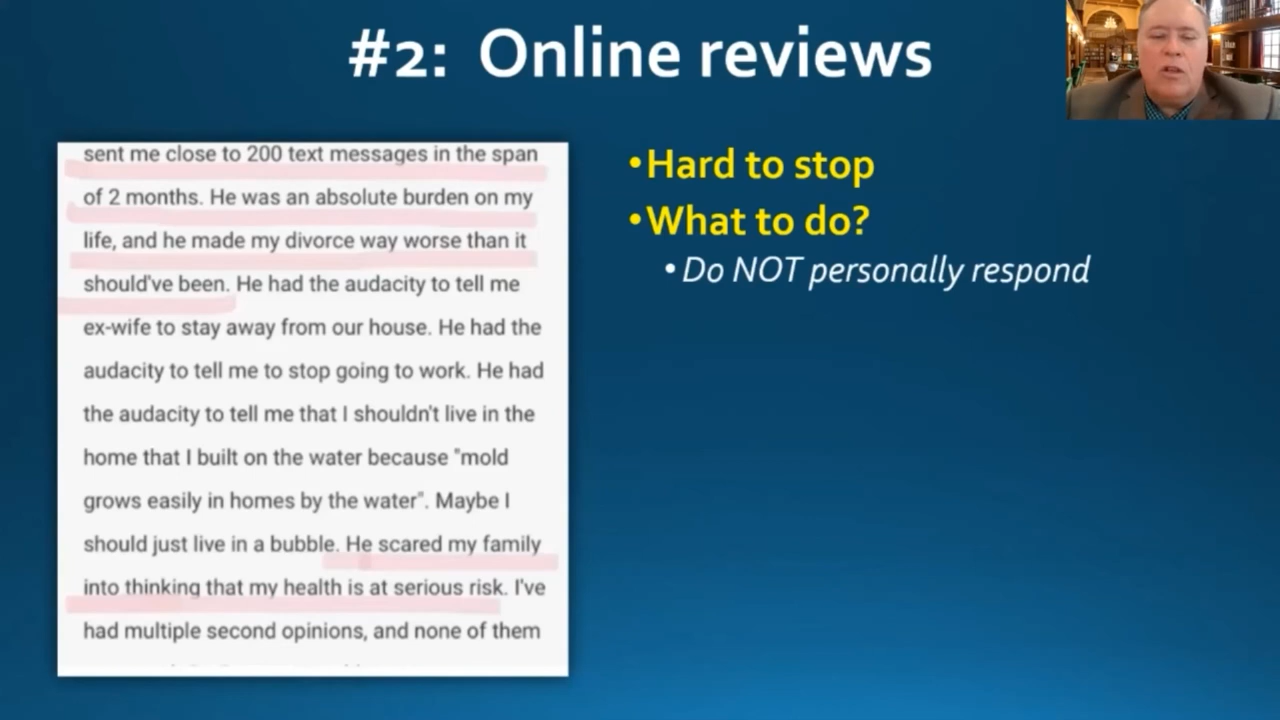 #2: Online reviews
sent me close to 200 text messages in the span
of 2 months. He was an absolute burden on my
life, and he made my divorce way worse than it
should've been. He had the audacity to tell me
ex-wife to stay away from our house. He had the
audacity to tell me to stop going to work. He had
the audacity to tell me that I shouldn't live in the
home that I built on the water because "mold
grows easily in homes by the water". Maybe I
should just live in a bubble. He scared my family
into thinking that my health is at serious risk. I've
had multiple second opinions, and none of them
•Hard to stop
•What to do?
•Do NOT personally respond